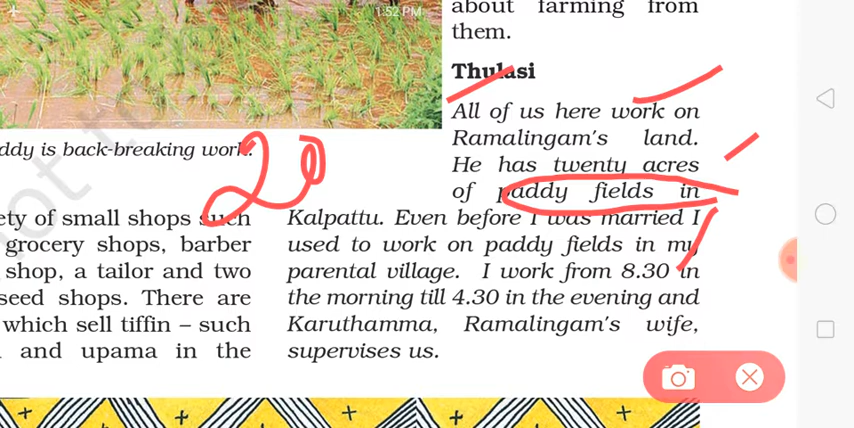 1:52 PM
about farming from
them.
Thulasi
All of us here work on
Ramalingam's land.
He has twenty acres
of paddy fields in
Kalpattu. Even before I was married I
used to work on paddy fields in my
parental village. I work from 8.30 in
the morning till 4.30 in the evening and
Karuthamma, Ramalingam's wife,
supervises us.
ddy is back-breaking work.
20
ety of small shops such
grocery shops, barber
shop, a tailor and two
seed shops. There are
which sell tiffin – such
and upama in the
not t